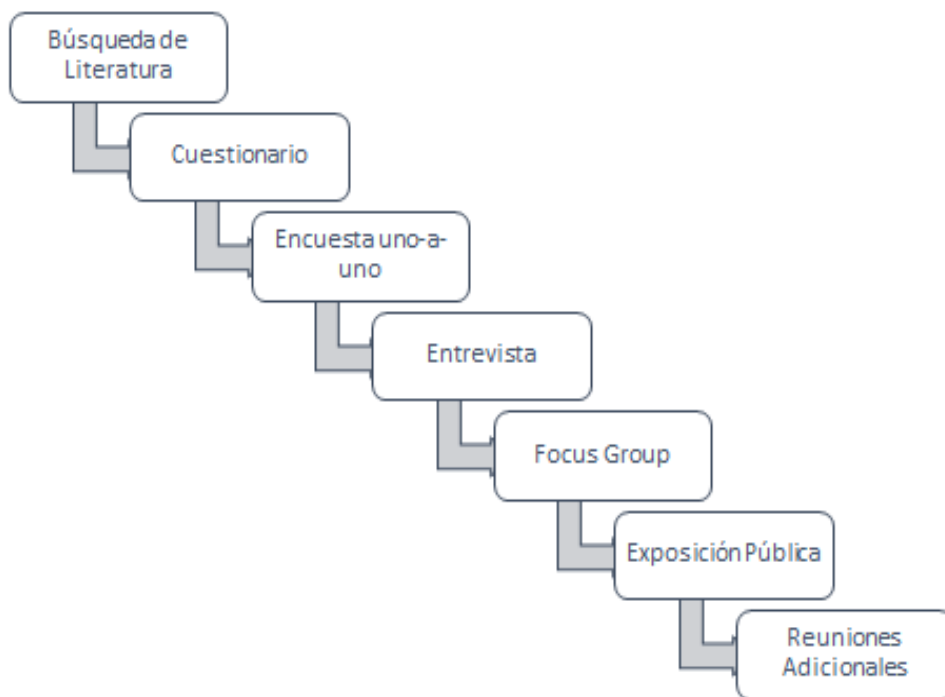 Búsqueda de
Literatura
Cuestionario
Encuesta uno-a-
uno
Entrevista
Focus Group
Exposición Pública
Reuniones
Adicionales